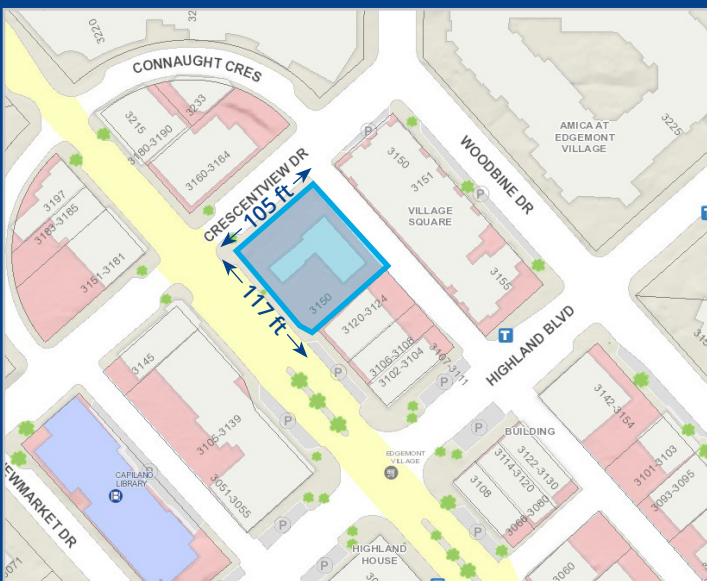 3220
CONNAUGHT CRES
3233
3215
3180-3190
3160-3164
CRESCENTVIEW DR
105 ft
117 ft
3150
3197
3183-3185
3151-3181
P
3150
3151
VILLAGE
SQUARE
3155
WOODBINE DR
P
AMICA AT
EDGEMONT
VILLAGE
3225
T
HIGHLAND BLVD
3120-3124
3106-3108
3102-3104
3107-3111
P
3145
3105-3139
3051-3055
P
P
CAPILANO
LIBRARY
NEWMARKET DR
EDGEMONT
VILLAGE
P
BUILDING
3122-3130
3114-3120
3108
3066-3080
P
3142-3154
3101-3103
3093-3095
P
HIGHLAND
HOUSE
3060